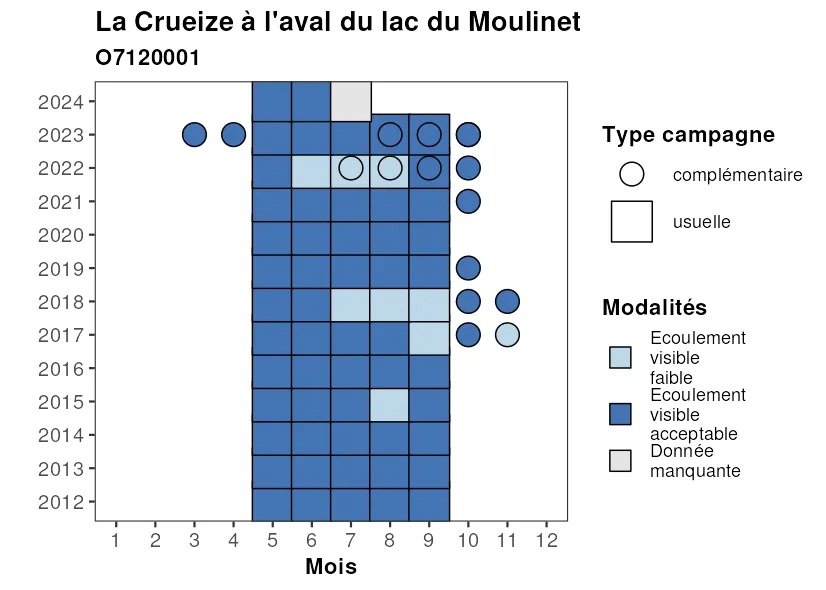 La Crueize à l'aval du lac du Moulinet
O7120001
2024
2023
2022
2021
2020
2019
2018
2017
2016
2015
2014
2013
2012
1 2 3 4 5 6 7 8 9 10 11 12
Mois
Type campagne
complémentaire
usuelle
Modalités
Ecoulement
visible
faible
Ecoulement
visible
acceptable
Donnée
manquante